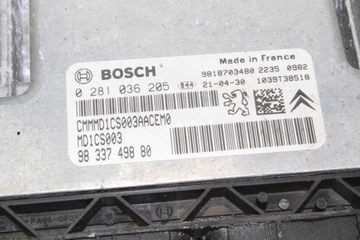 BOSCH
Made in France
0 281 036 205 S44 21-04-30
9818703480 2235 0982
1039T38518
CMMMD1CS003AACEM0
MD1CS003
98 337 498 80